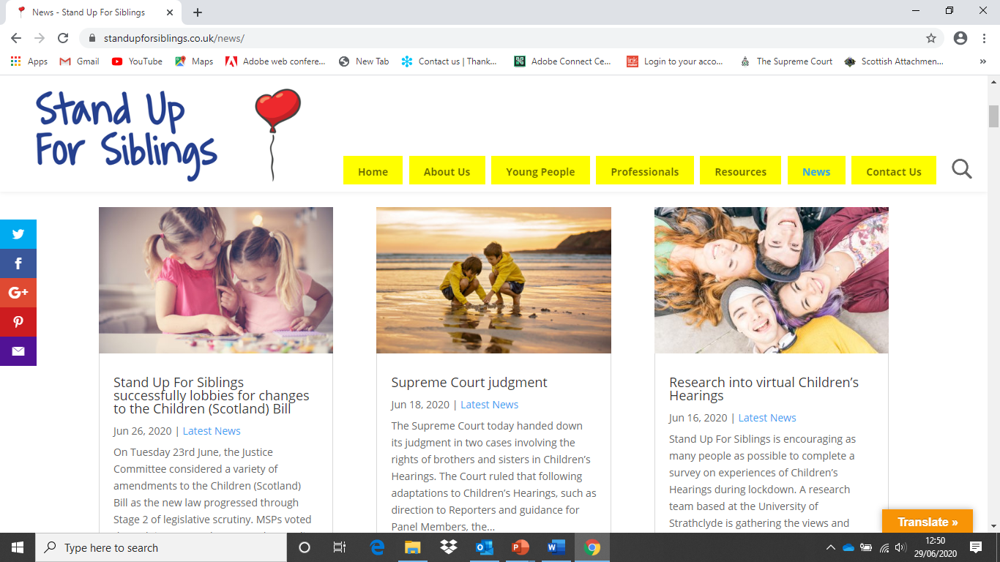 News - Stand Up For Siblings
standupforsiblings.co.uk/news/
Apps Gmail YouTube Maps Adobe web confere... New Tab Contact us | Thank... Adobe Connect Ce... Login to your acco... The Supreme Court Scottish Attachmen...
Stand Up
For Siblings
Home About Us Young People Professionals Resources News Contact Us
Stand Up For Siblings
successfully lobbies for changes
to the Children (Scotland) Bill
Jun 26, 2020 | Latest News
On Tuesday 23rd June, the Justice
Committee considered a variety of
amendments to the Children (Scotland)
Bill as the new law progressed through
Stage 2 of legislative scrutiny. MSPs voted
Supreme Court judgment
Jun 18, 2020 | Latest News
The Supreme Court today handed down
its judgment in two cases involving the
rights of brothers and sisters in Children’s
Hearings. The Court ruled that following
adaptations to Children’s Hearings, such as
direction to Reporters and guidance for
Panel Members, the...
Research into virtual Children’s
Hearings
Jun 16, 2020 | Latest News
Stand Up For Siblings is encouraging as
many people as possible to complete a
survey on experiences of Children’s
Hearings during lockdown. A research
team based at the University of
Strathclyde is gathering the views and
Translate »
Type here to search
12:50
29/06/2020